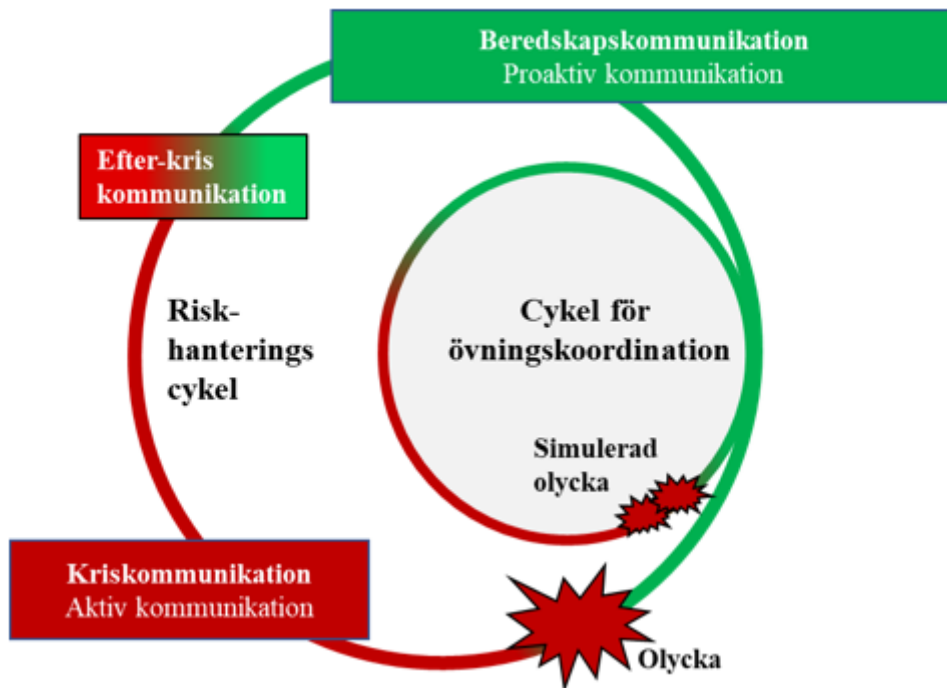 Beredskapskommunikation
Proaktiv kommunikation
Efter-kris
kommunikation
Risk-
hanterings
cykel
Cykel för
övningskoordination
Simulerad
olycka
Kriskommunikation
Aktiv kommunikation
Olycka